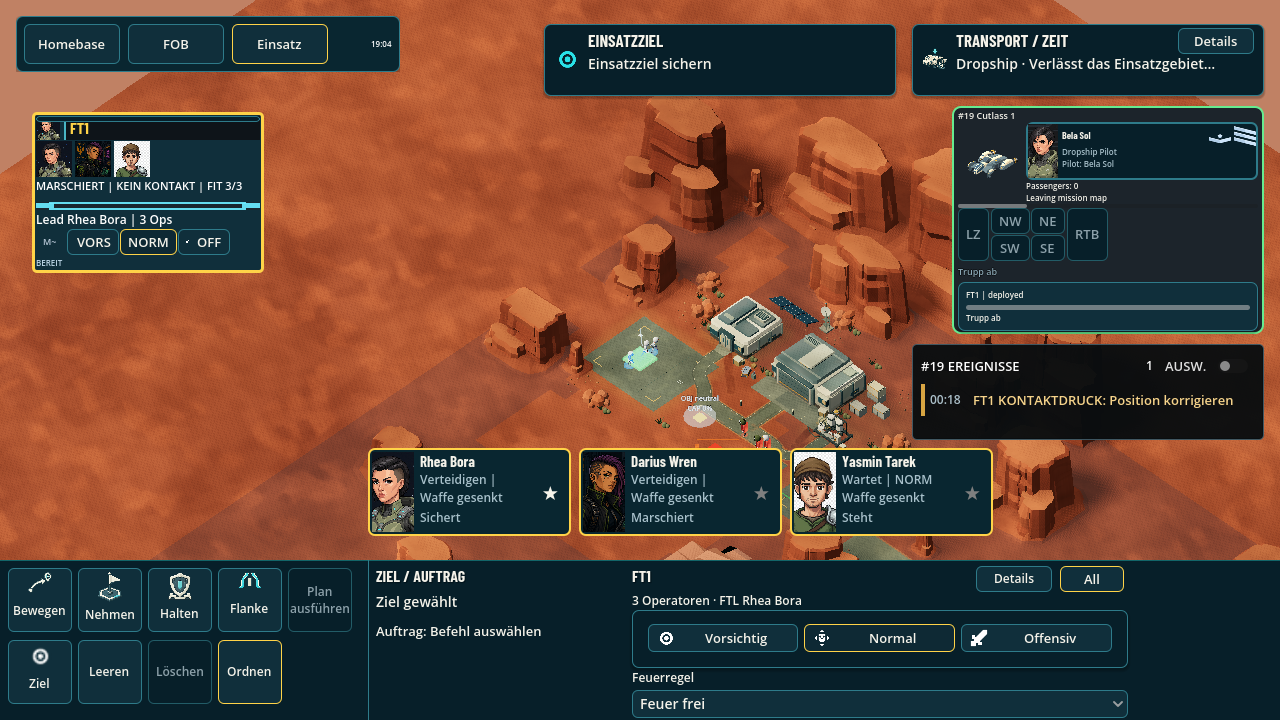 Homebase
FOB
Einsatz
19:04
EINSATZZIEL
Einsatzziel sichern
TRANSPORT / ZEIT
Details
Dropship · Verlässt das Einsatzgebiet...
FT1
MARSCHIERT | KEIN KONTAKT | FIT 3/3
Lead Rhea Bora | 3 Ops
M~
VORS
NORM
OFF
BEREIT
#19 Cutlass 1
Bela Sol
Dropship Pilot
Pilot: Bela Sol
Passengers: 0
Leaving mission map
LZ
NW
NE
SW
SE
RTB
Trupp ab
FT1 | deployed
Trupp ab
#19 EREIGNISSE
1
AUSW.
00:18
FT1 KONTAKTDRUCK: Position korrigieren
OBJ neutral
Rhea Bora
Verteidigen |
Waffe gesenkt
Sichert
Darius Wren
Verteidigen |
Waffe gesenkt
Marschiert
Yasmin Tarek
Wartet | NORM
Waffe gesenkt
Steht
Bewegen
Nehmen
Halten
Flanke
Plan
ausführen
Ziel
Leeren
Löschen
Ordnen
ZIEL / AUFTRAG
Ziel gewählt
Auftrag: Befehl auswählen
FT1
Details
All
3 Operatoren · FTL Rhea Bora
Vorsichtig
Normal
Offensiv
Feuerregel
Feuer frei